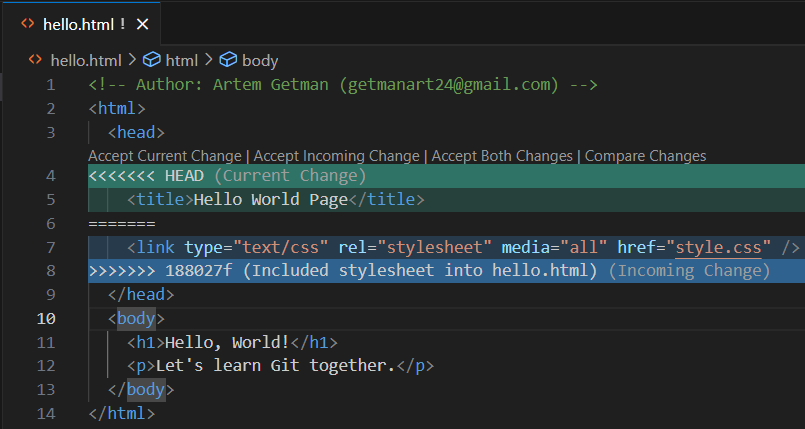 hello.html !
hello.html > html > body
1 <!-- Author: Artem Getman (getmanart24@gmail.com) -->
2 <html>
3 <head>
Accept Current Change | Accept Incoming Change | Accept Both Changes | Compare Changes
4 <<<<<<< HEAD (Current Change)
5 <title>Hello World Page</title>
6 =======
7 <link type="text/css" rel="stylesheet" media="all" href="style.css" />
8 >>>>>>> 188027f (Included stylesheet into hello.html) (Incoming Change)
9 </head>
10 <body>
11 <h1>Hello, World!</h1>
12 <p>Let's learn Git together.</p>
13 </body>
14 </html>